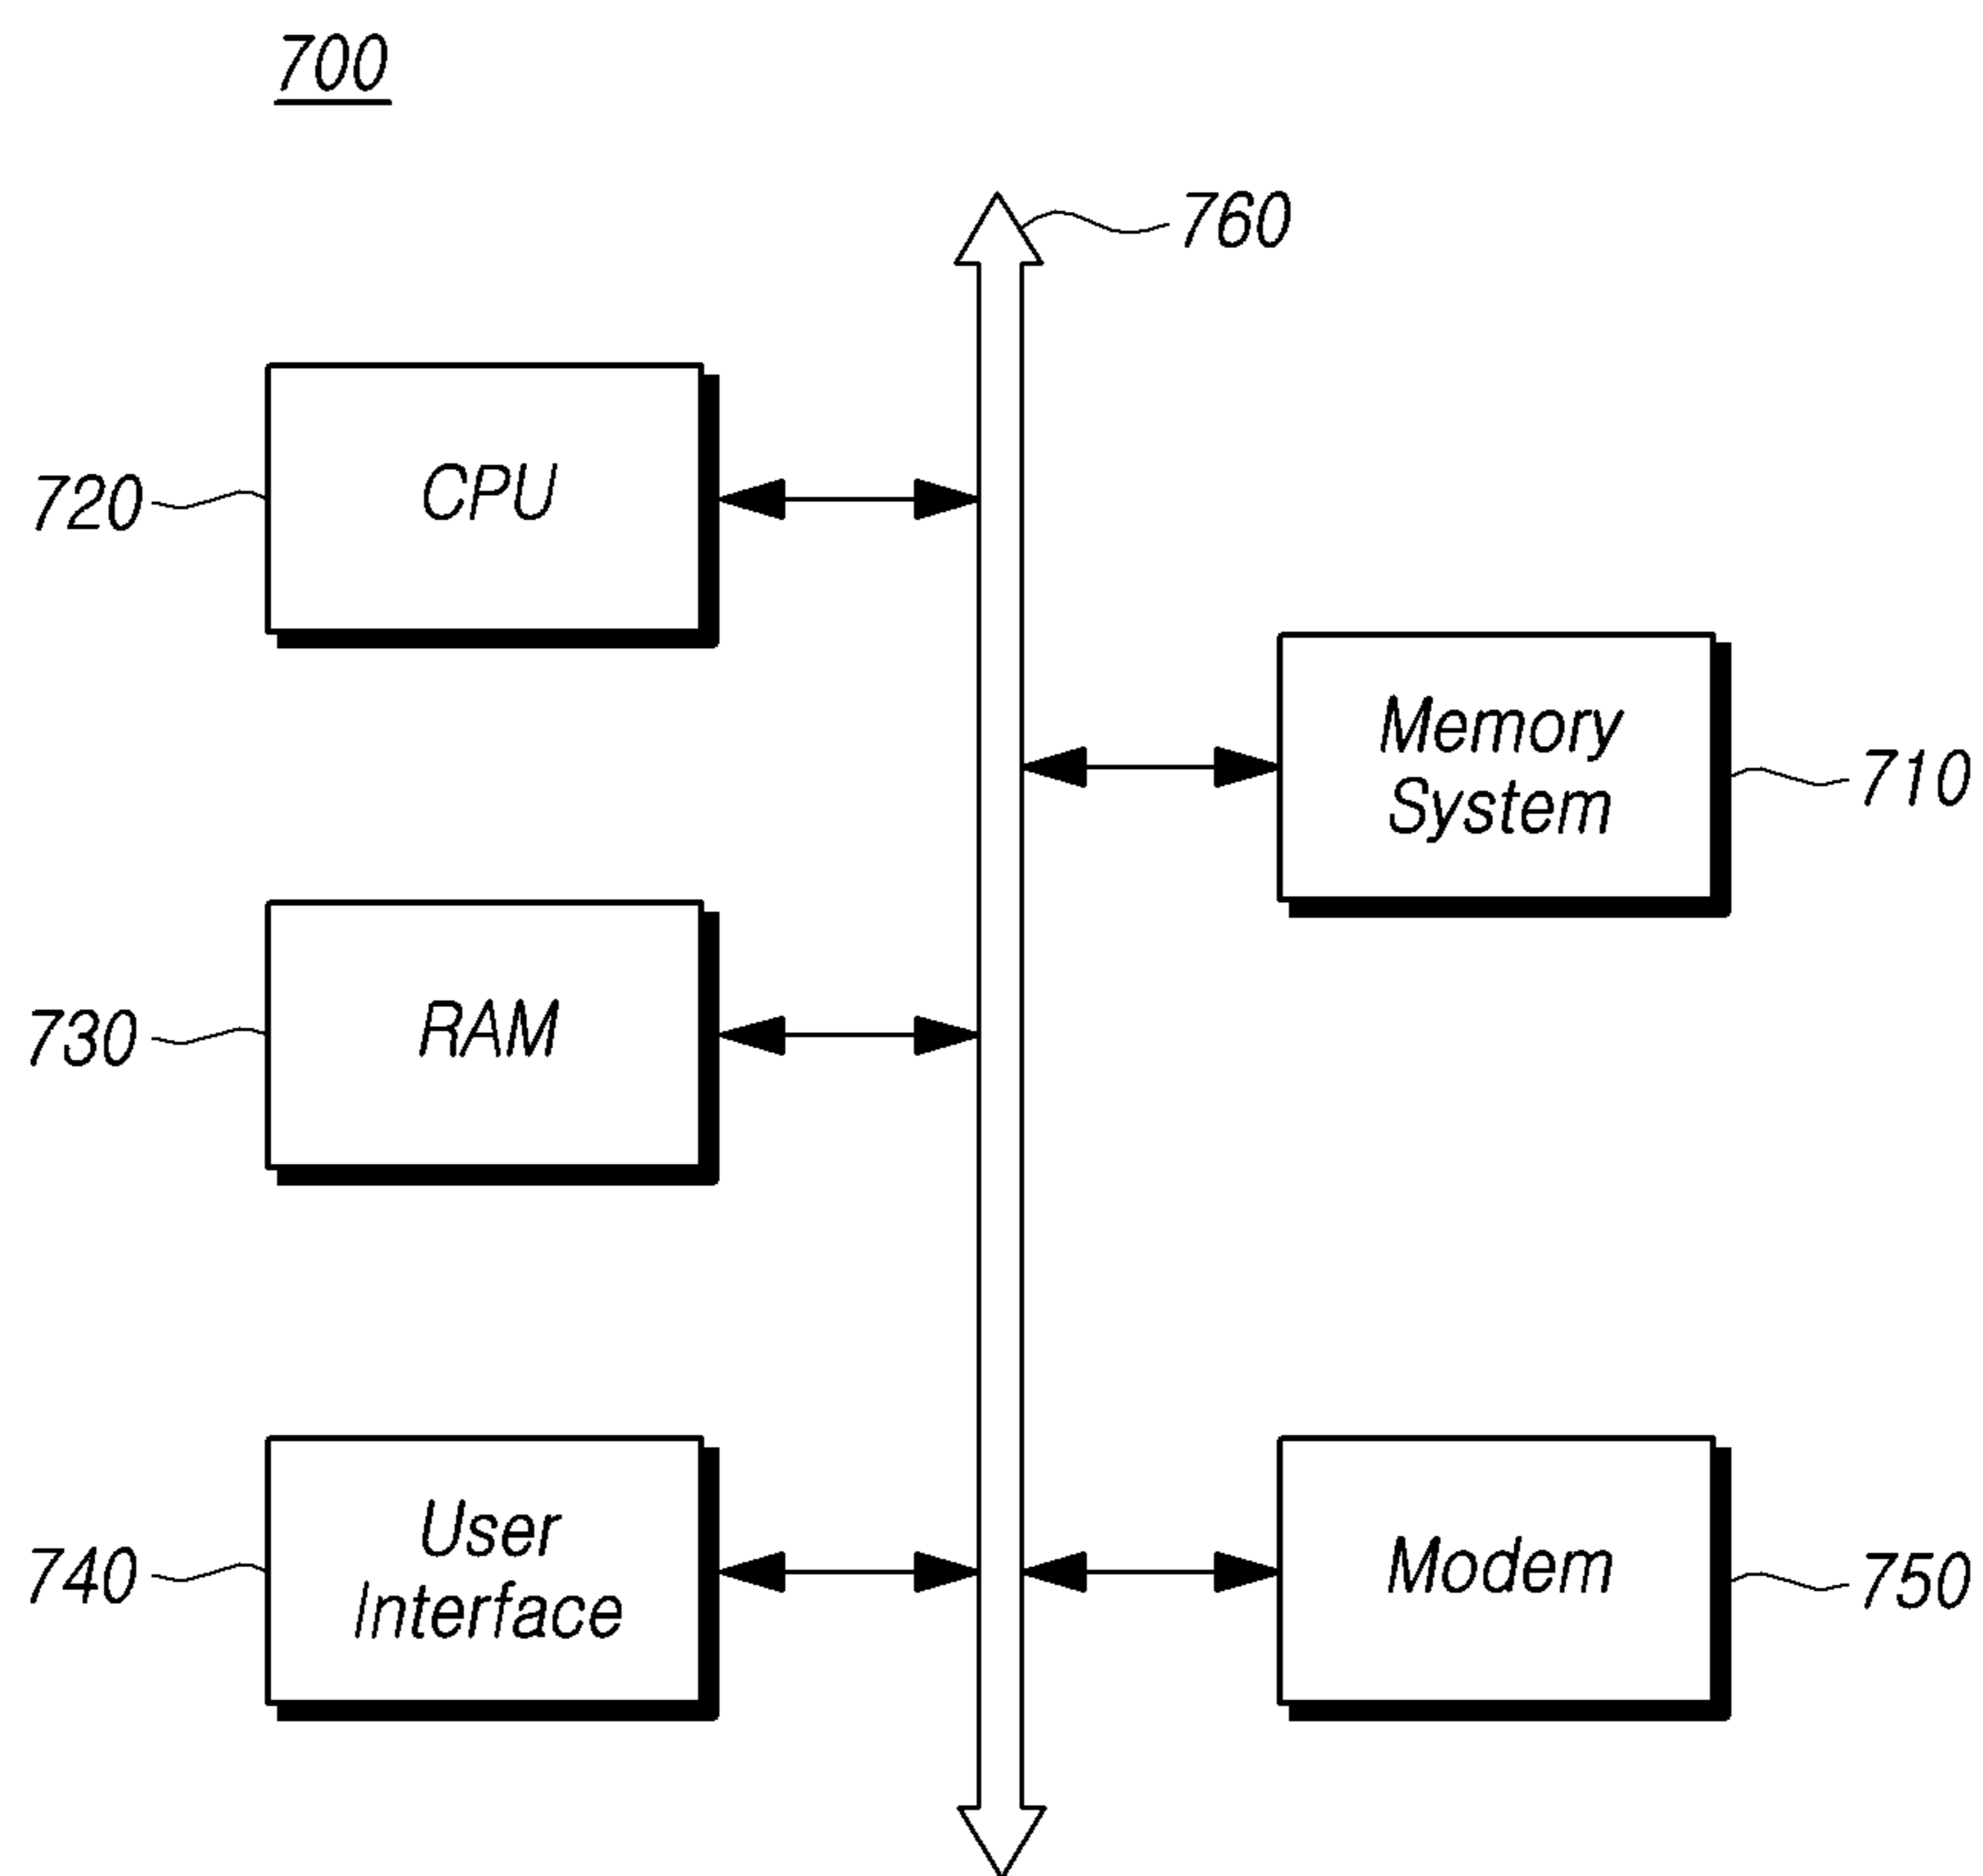 700
760
CPU
720
Memory
System
710
RAM
730
User
Interface
740
Modem
750